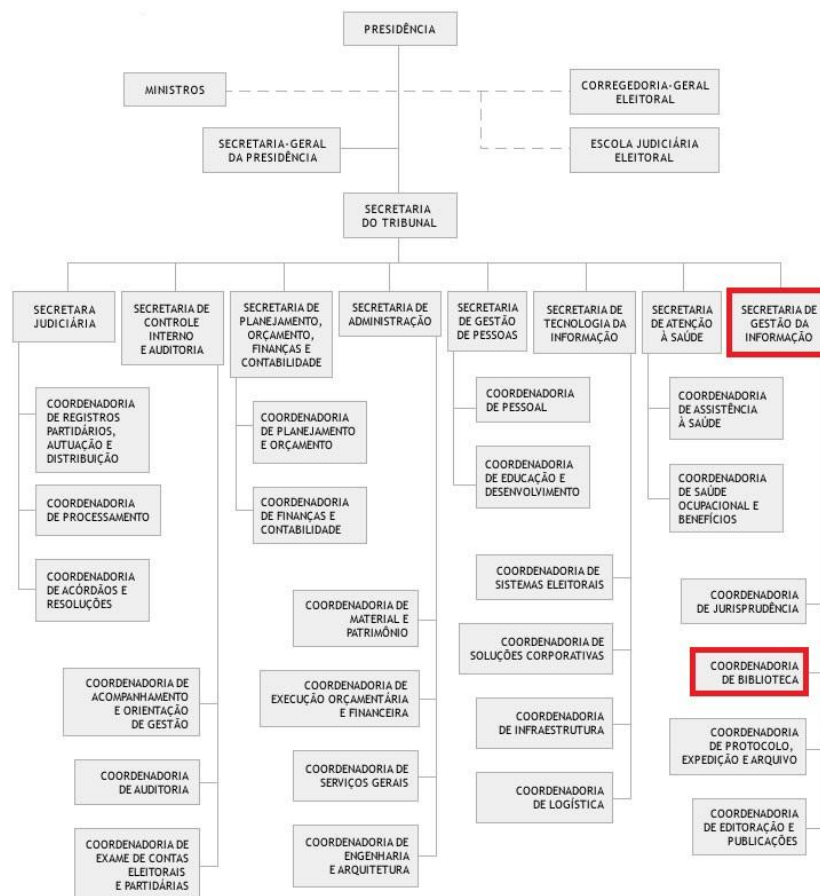 PRESIDÊNCIA
MINISTROS
CORREGEDORIA-GERAL
ELEITORAL
SECRETARIA-GERAL
DA PRESIDÊNCIA
ESCOLA JUDICIÁRIA
ELEITORAL
SECRETARIA
DO TRIBUNAL
SECRETARA
JUDICIÁRIA
SECRETARIA DE
CONTROLE
INTERNO
E AUDITORIA
SECRETARIA DE
PLANEJAMENTO,
ORÇAMENTO,
FINANÇAS E
CONTABILIDADE
SECRETARIA DE
ADMINISTRAÇÃO
SECRETARIA
DE GESTÃO
DE PESSOAS
SECRETARIA DE
TECNOLOGIA DA
INFORMAÇÃO
SECRETARIA
DE ATENÇÃO
À SAÚDE
SECRETARIA DE
GESTÃO DA
INFORMAÇÃO
COORDENADORIA
DE REGISTROS
PARTIDÁRIOS,
AUTUAÇÃO E
DISTRIBUIÇÃO
COORDENADORIA
DE PROCESSAMENTO
COORDENADORIA
DE ACÓRDÃOS E
RESOLUÇÕES
COORDENADORIA DE
ACOMPANHAMENTO
E ORIENTAÇÃO
DE GESTÃO
COORDENADORIA
DE AUDITORIA
COORDENADORIA DE
EXAME DE CONTAS
ELEITORAIS
E PARTIDÁRIAS
COORDENADORIA
DE PLANEJAMENTO
E ORÇAMENTO
COORDENADORIA
DE FINANÇAS E
CONTABILIDADE
COORDENADORIA DE
MATERIAL E
PATRIMÔNIO
COORDENADORIA DE
EXECUÇÃO ORÇAMENTÁRIA
E FINANCEIRA
COORDENADORIA DE
SERVIÇOS GERAIS
COORDENADORIA DE
ENGENHARIA
E ARQUITETURA
COORDENADORIA
DE PESSOAL
COORDENADORIA
DE EDUCAÇÃO E
DESENVOLVIMENTO
COORDENADORIA DE
SISTEMAS ELEITORAIS
COORDENADORIA DE
SOLUÇÕES CORPORATIVAS
COORDENADORIA
DE INFRAESTRUTURA
COORDENADORIA
DE LOGÍSTICA
COORDENADORIA
DE ASSISTÊNCIA
À SAÚDE
COORDENADORIA
DE SAÚDE
OCUPACIONAL E
BENEFÍCIOS
COORDENADORIA
DE JURISPRUDÊNCIA
COORDENADORIA
DE BIBLIOTECA
COORDENADORIA
DE PROTOCOLO,
EXPEDIÇÃO E ARQUIVO
COORDENADORIA
DE EDITORAÇÃO E
PUBLICAÇÕES